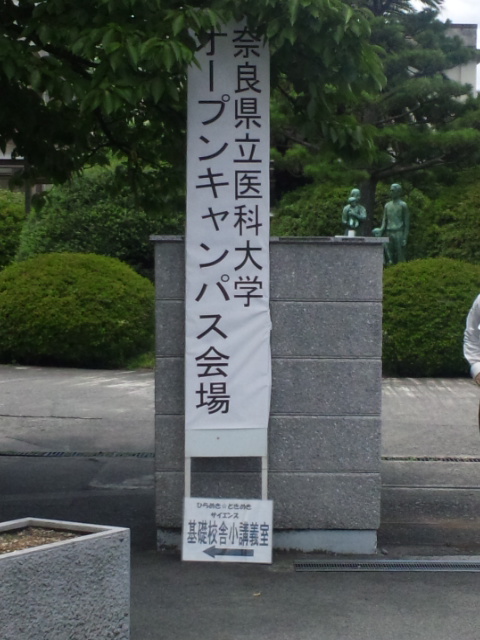 奈良県立医科大学
オープンキャンパス会場
ひらめき☆ときめき
サイエンス
基礎校舎小講義室